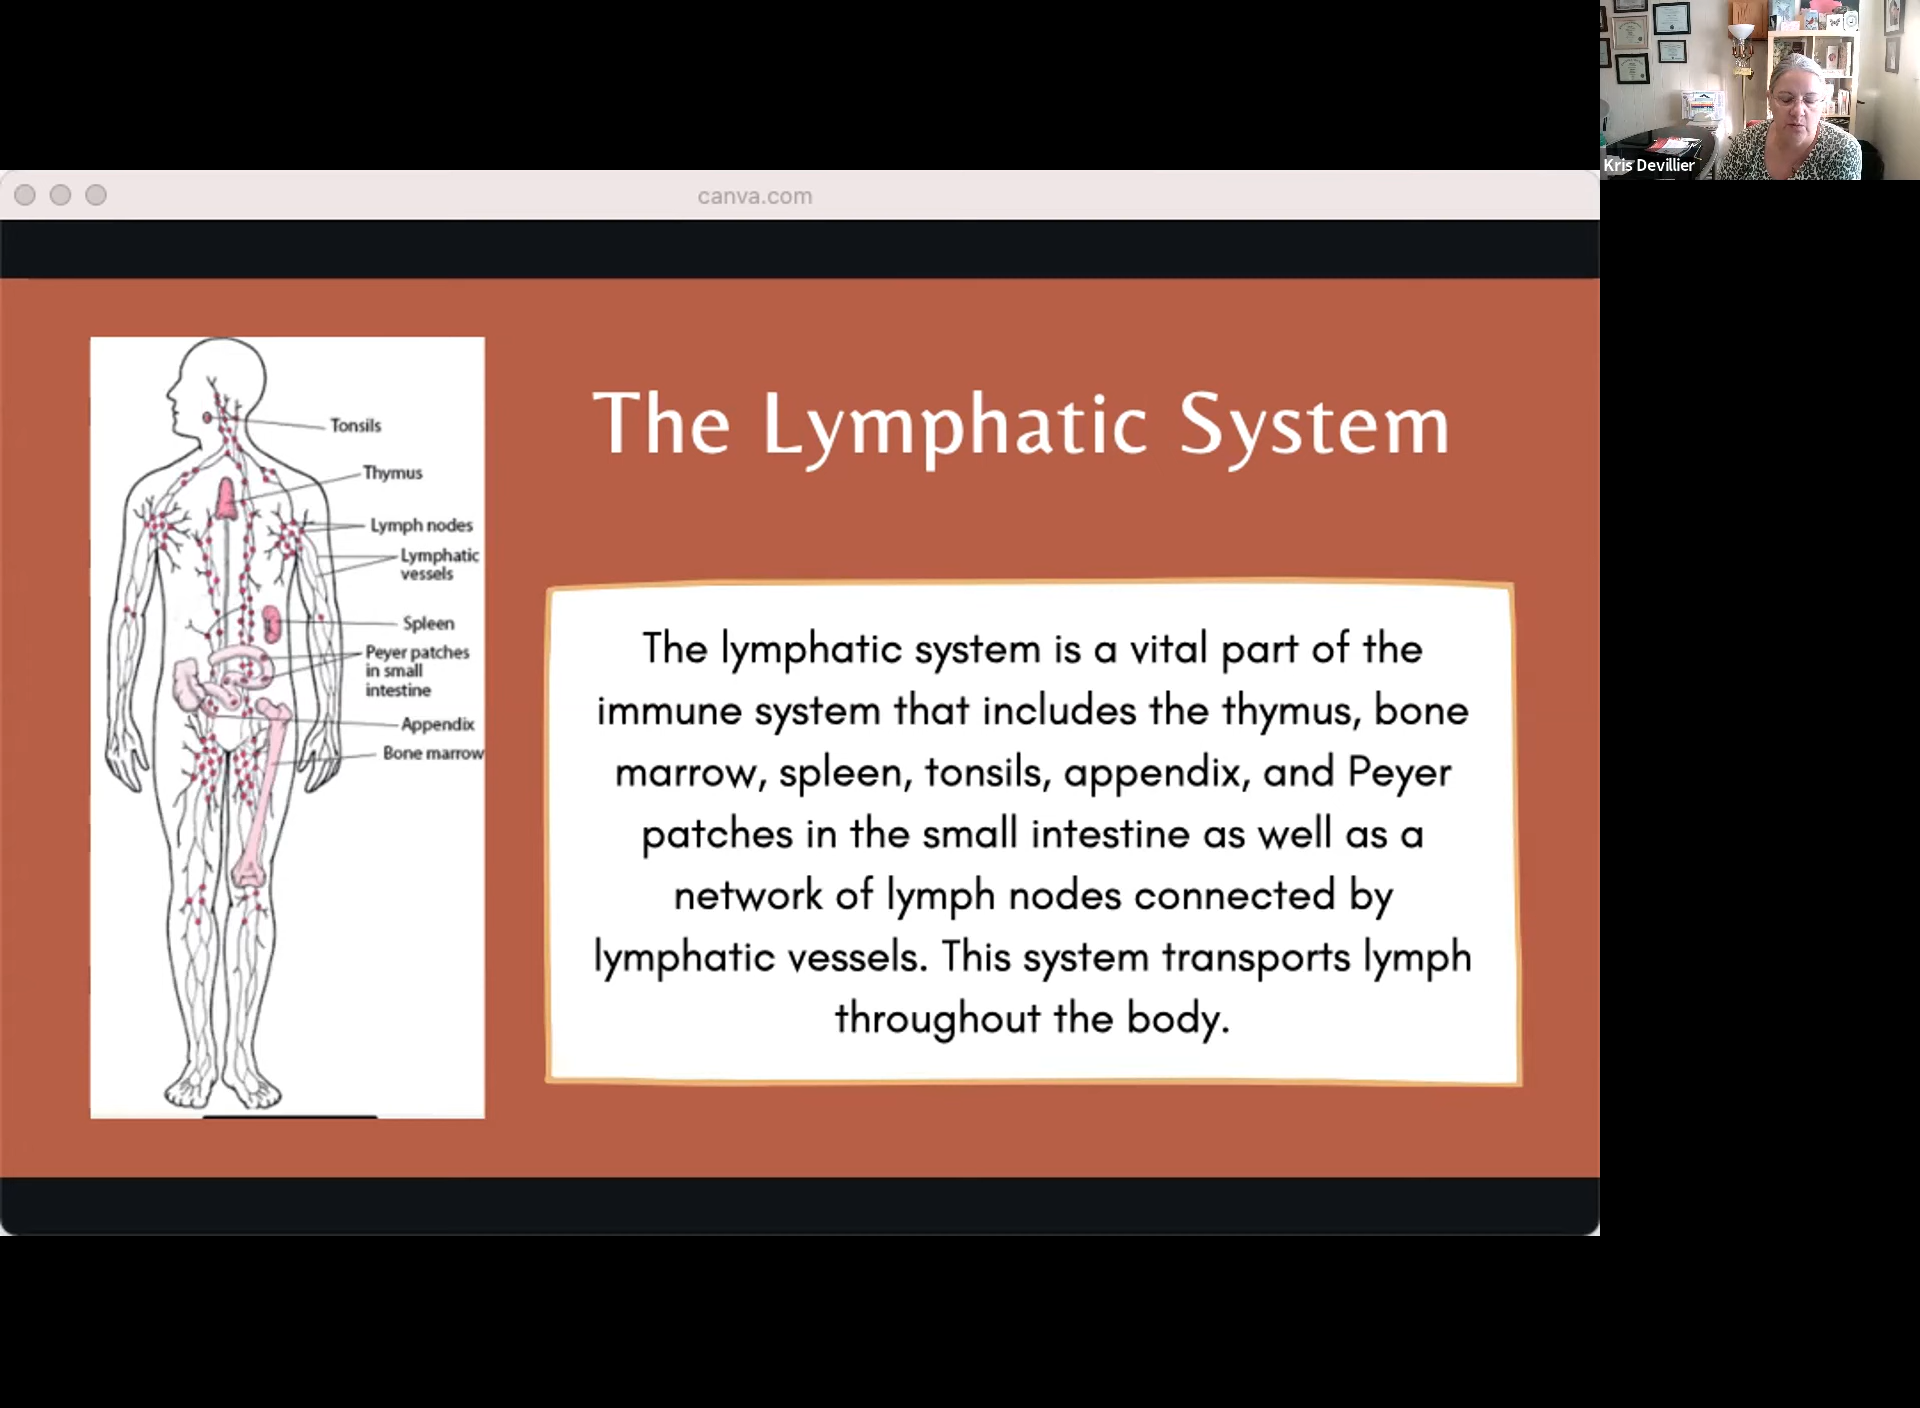 Kris Devillier
canva.com
Tonsils
Thymus
Lymph nodes
Lymphatic
vessels
Spleen
Peyer patches
in small
intestine
Appendix
Bone marrow
The Lymphatic System
The lymphatic system is a vital part of the
immune system that includes the thymus, bone
marrow, spleen, tonsils, appendix, and Peyer
patches in the small intestine as well as a
network of lymph nodes connected by
lymphatic vessels. This system transports lymph
throughout the body.